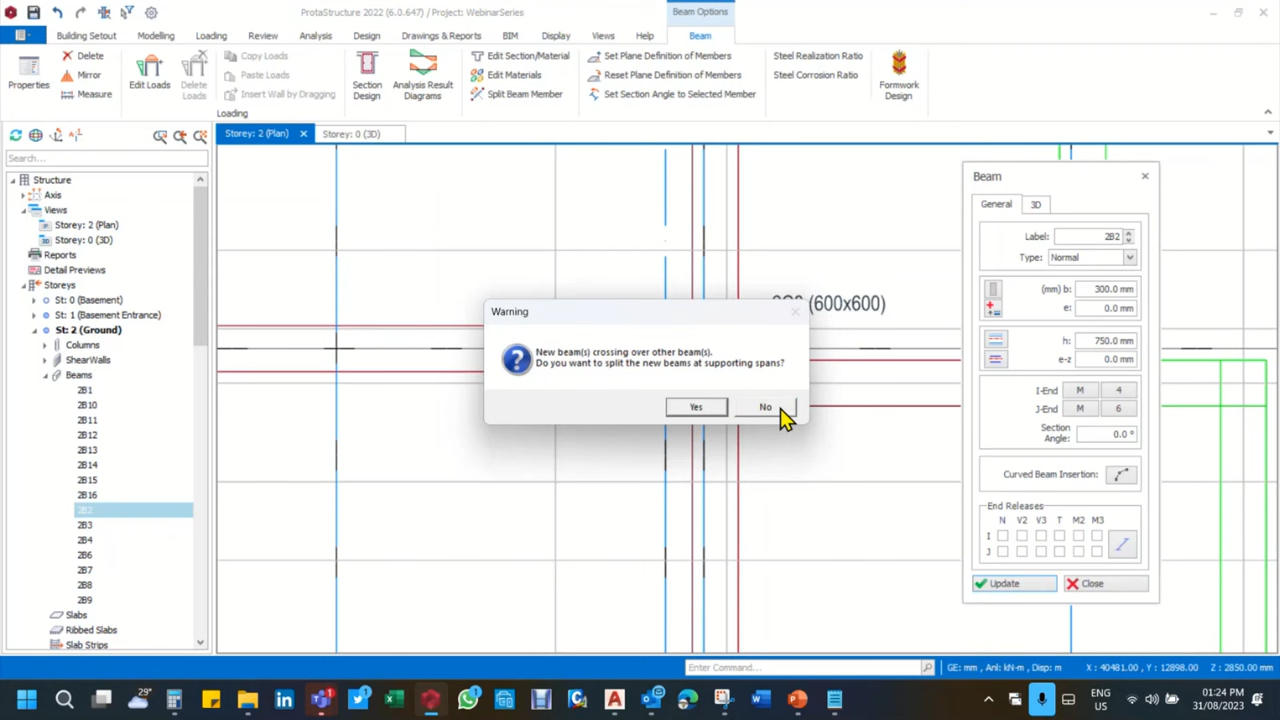 ProtaStructure 2022 (6.0.647) / Project: WebinarSeries
Beam Options
Building Setout Modelling Loading Review Analysis Design Drawings & Reports BIM Display Views Help Beam
Properties
Delete
Mirror
Measure
Edit Loads
Delete Loads
Copy Loads
Paste Loads
Insert Wall by Dragging
Loading
Section Design
Analysis Result Diagrams
Edit Section/Material
Edit Materials
Split Beam Member
Set Plane Definition of Members
Reset Plane Definition of Members
Set Section Angle to Selected Member
Steel Realization Ratio
Steel Corrosion Ratio
Formwork Design
Storey: 2 (Plan)
Storey: 0 (3D)
Search...
Structure
Axis
Views
Storey: 2 (Plan)
Storey: 0 (3D)
Reports
Detail Previews
Storeys
St: 0 (Basement)
St: 1 (Basement Entrance)
St: 2 (Ground)
Columns
ShearWalls
Beams
2B1
2B10
2B11
2B12
2B13
2B14
2B15
2B16
2B2
2B3
2B4
2B6
2B7
2B8
2B9
Slabs
Ribbed Slabs
Slab Strips
(600x600)
Warning
New beam(s) crossing over other beam(s).
Do you want to split the new beams at supporting spans?
Yes
No
Beam
General
3D
Label: 2B2
Type: Normal
(mm) b: 300.0 mm
e: 0.0 mm
h: 750.0 mm
e-z 0.0 mm
I-End M 4
J-End M 6
Section Angle: 0.0 °
Curved Beam Insertion:
End Releases
N V2 V3 T M2 M3
I
J
Update
Close
Enter Command...
GE: mm, Anl: kN-m, Disp: m
X : 40481.00 , Y : 12898.00
Z : 2850.00 mm
29°
ENG
US
01:24 PM
31/08/2023